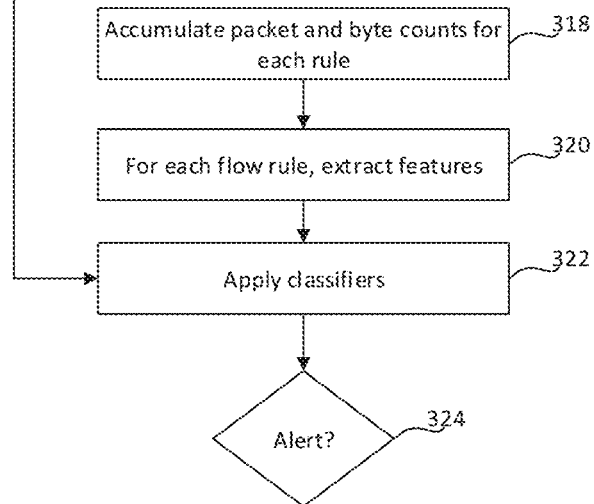 Accumulate packet and byte counts for
each rule
318
For each flow rule, extract features
320
Apply classifiers
322
Alert?
324